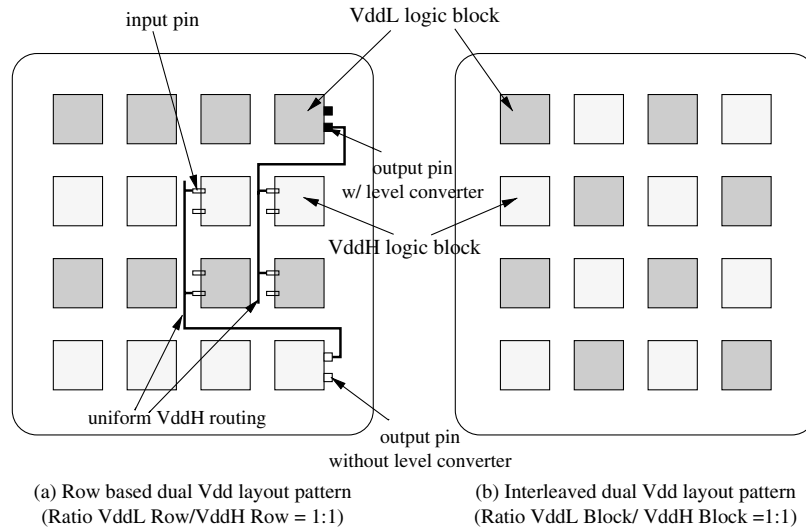 input pin
VddL logic block
output pin
w/ level converter
VddH logic block
uniform VddH routing
output pin
without level converter
(a) Row based dual Vdd layout pattern
(Ratio VddL Row/VddH Row = 1:1)
(b) Interleaved dual Vdd layout pattern
(Ratio VddL Block/ VddH Block =1:1)